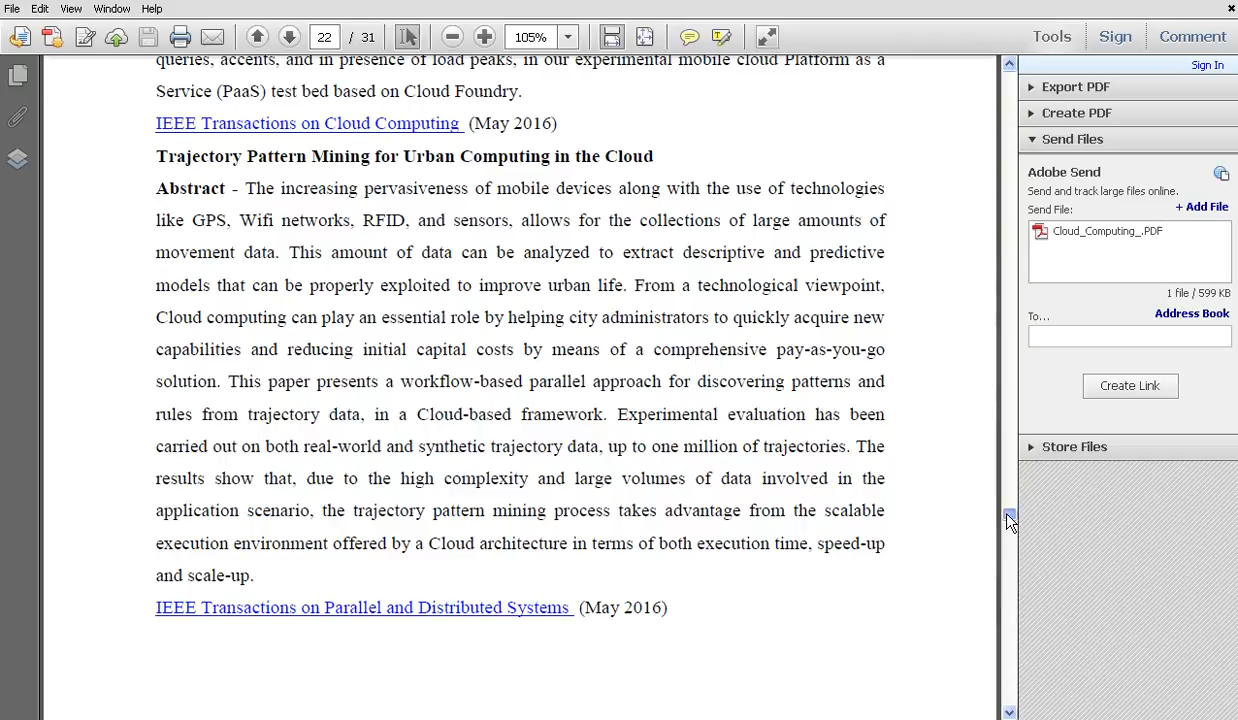 File Edit View Window Help
22 / 31 105% Tools Sign Comment
Sign In
queries, accents, and in presence of load peaks, in our experimental mobile cloud Platform as a
Service (PaaS) test bed based on Cloud Foundry.
IEEE Transactions on Cloud Computing (May 2016)
Trajectory Pattern Mining for Urban Computing in the Cloud
Abstract - The increasing pervasiveness of mobile devices along with the use of technologies
like GPS, Wifi networks, RFID, and sensors, allows for the collections of large amounts of
movement data. This amount of data can be analyzed to extract descriptive and predictive
models that can be properly exploited to improve urban life. From a technological viewpoint,
Cloud computing can play an essential role by helping city administrators to quickly acquire new
capabilities and reducing initial capital costs by means of a comprehensive pay-as-you-go
solution. This paper presents a workflow-based parallel approach for discovering patterns and
rules from trajectory data, in a Cloud-based framework. Experimental evaluation has been
carried out on both real-world and synthetic trajectory data, up to one million of trajectories. The
results show that, due to the high complexity and large volumes of data involved in the
application scenario, the trajectory pattern mining process takes advantage from the scalable
execution environment offered by a Cloud architecture in terms of both execution time, speed-up
and scale-up.
IEEE Transactions on Parallel and Distributed Systems (May 2016)
Export PDF
Create PDF
Send Files
Adobe Send
Send and track large files online.
Send File: + Add File
Cloud_Computing_.PDF
1 file / 599 KB
To... Address Book
Create Link
Store Files